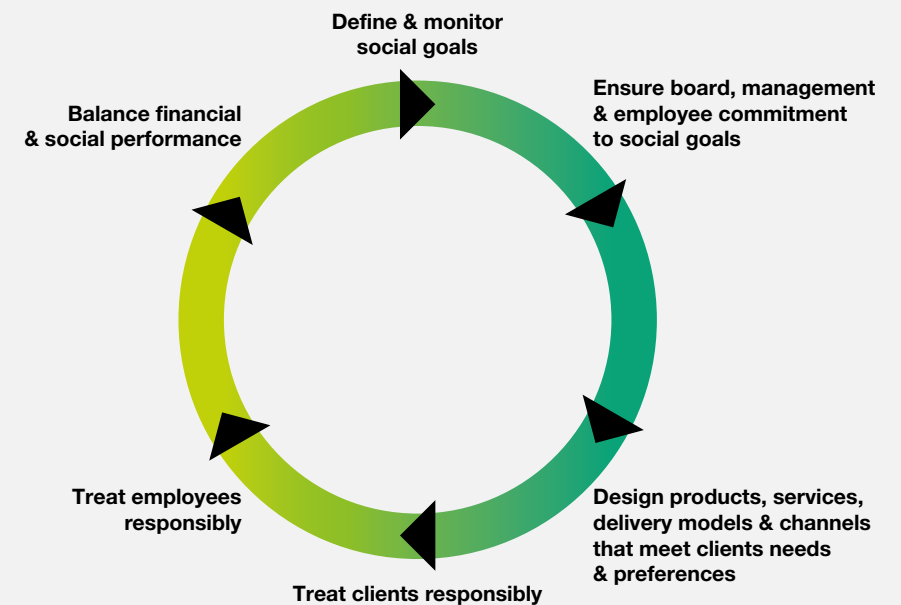 Define & monitor
social goals
Ensure board, management
& employee commitment
to social goals
Design products, services,
delivery models & channels
that meet clients needs
& preferences
Treat clients responsibly
Treat employees
responsibly
Balance financial
& social performance